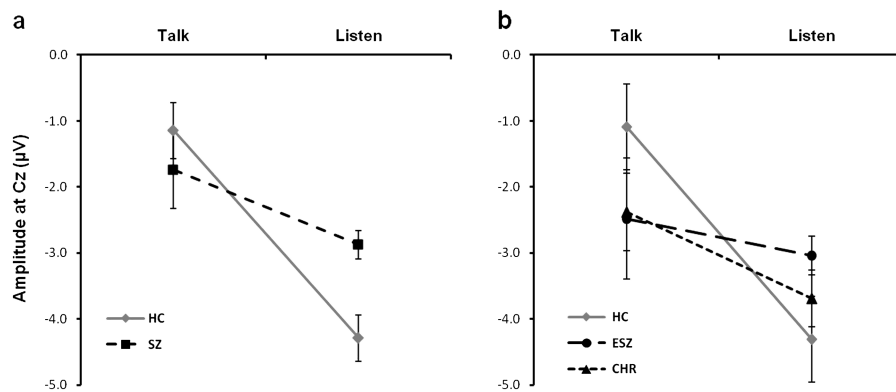 a
Talk Listen
0.0
-1.0
-2.0
-3.0
-4.0
-5.0
Amplitude at Cz (µV)
HC
SZ
b
Talk Listen
0.0
-1.0
-2.0
-3.0
-4.0
-5.0
HC
ESZ
CHR